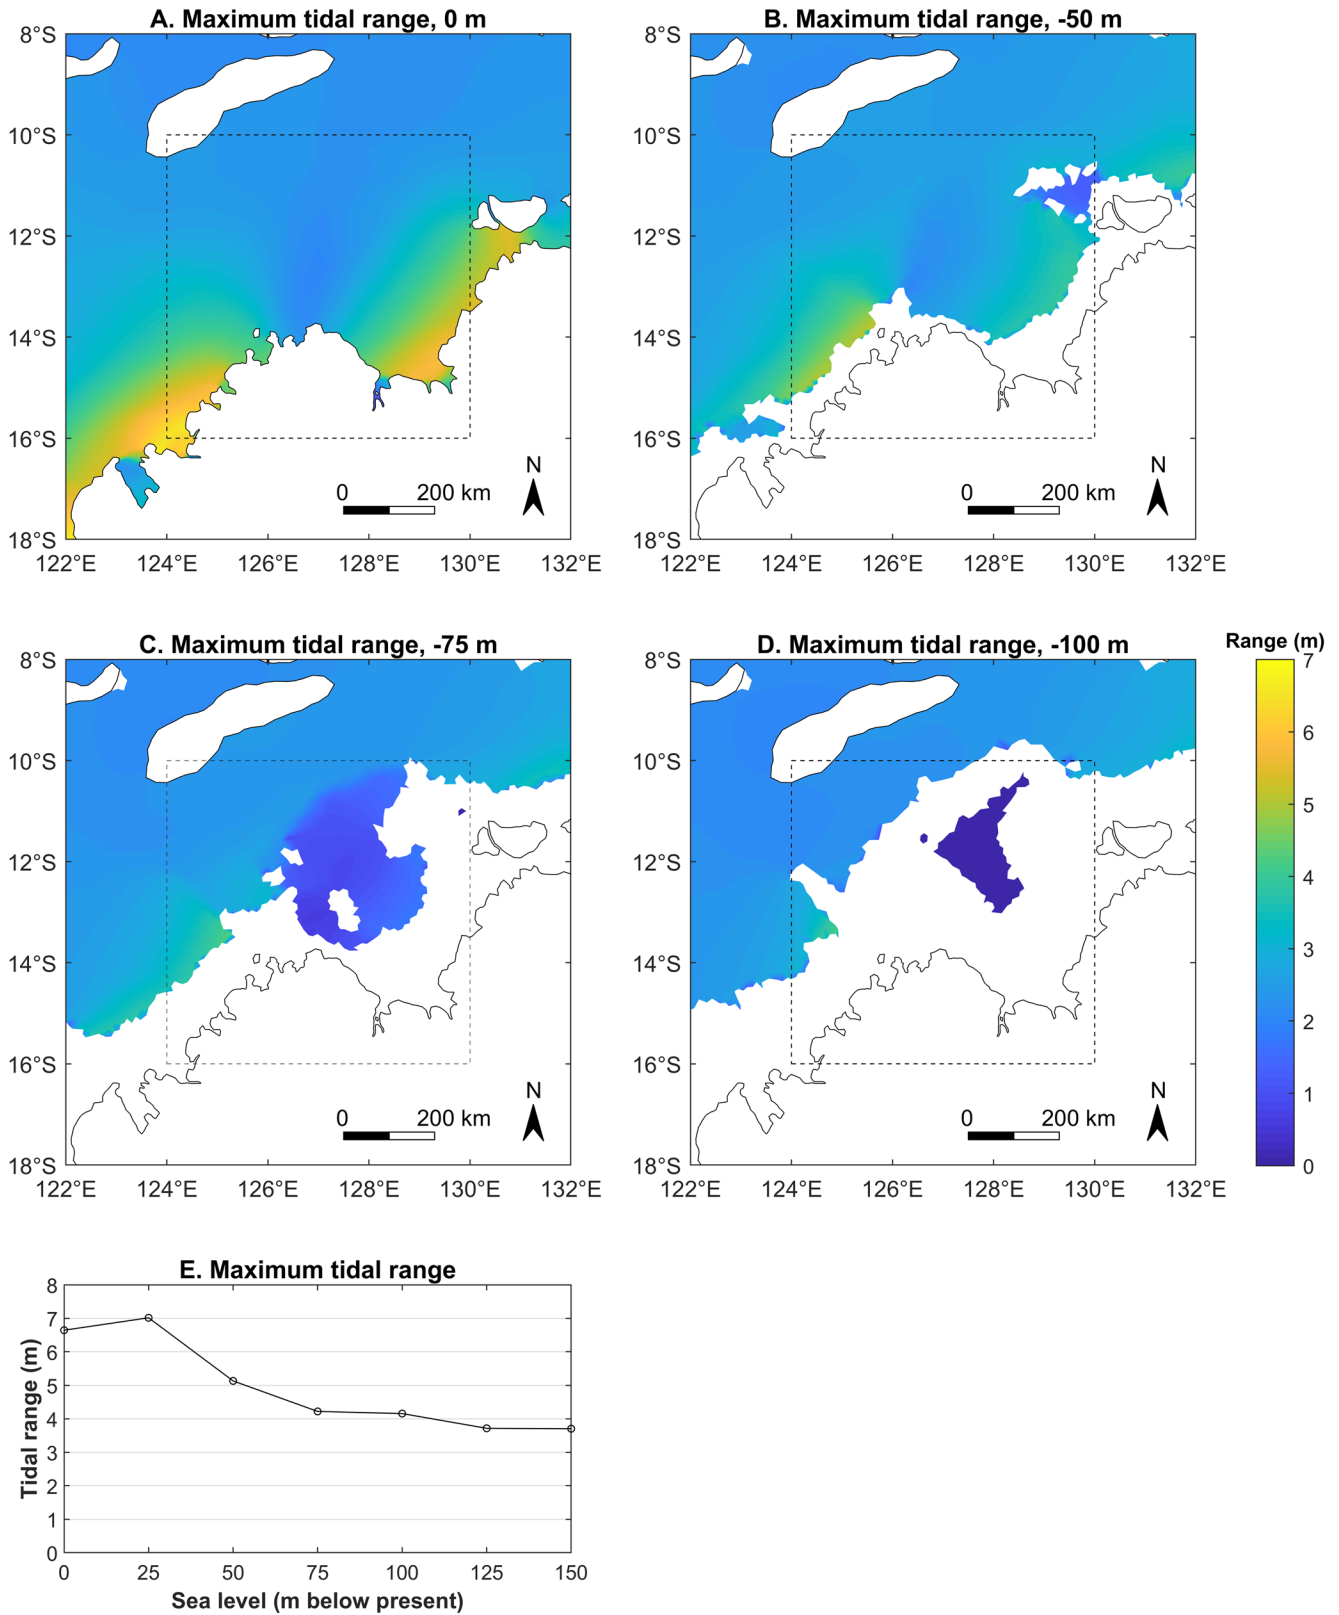 A. Maximum tidal range, 0 m
8°S
10°S
12°S
14°S
16°S
18°S
122°E 124°E 126°E 128°E 130°E 132°E
N
0 200 km
B. Maximum tidal range, -50 m
8°S
10°S
12°S
14°S
16°S
18°S
122°E 124°E 126°E 128°E 130°E 132°E
N
0 200 km
C. Maximum tidal range, -75 m
8°S
10°S
12°S
14°S
16°S
18°S
122°E 124°E 126°E 128°E 130°E 132°E
N
0 200 km
D. Maximum tidal range, -100 m
8°S
10°S
12°S
14°S
16°S
18°S
122°E 124°E 126°E 128°E 130°E 132°E
N
0 200 km
Range (m)
7
6
5
4
3
2
1
0
E. Maximum tidal range
Tidal range (m)
8
7
6
5
4
3
2
1
0
0 25 50 75 100 125 150
Sea level (m below present)